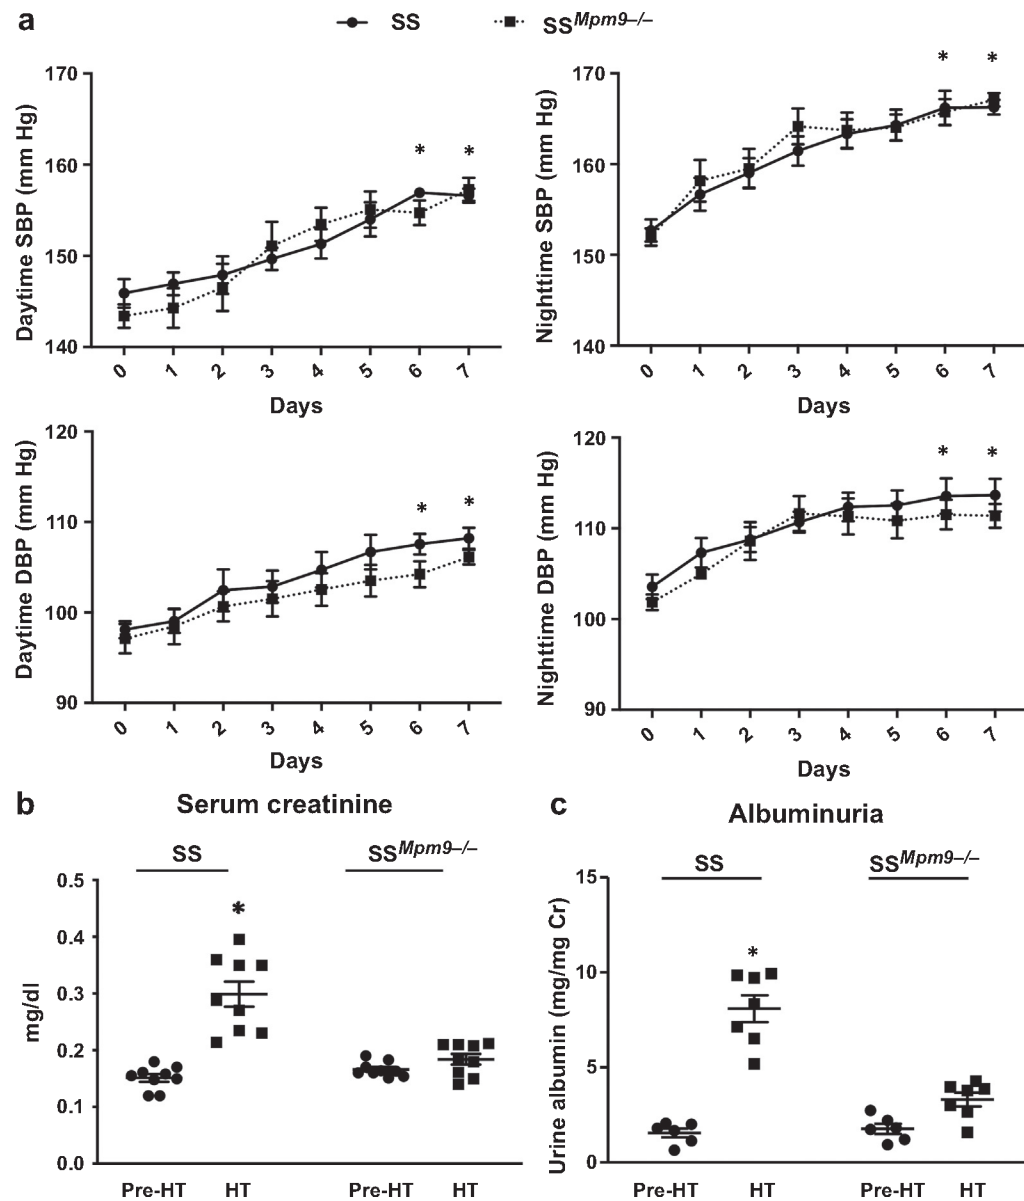 a
SS
SS Mpm9–/–
Daytime SBP (mm Hg)
170
160
150
140
* *
0 1 2 3 4 5 6 7
Days
Nighttime SBP (mm Hg)
170
160
150
140
* *
0 1 2 3 4 5 6 7
Days
Daytime DBP (mm Hg)
120
110
100
90
* *
0 1 2 3 4 5 6 7
Days
Nighttime DBP (mm Hg)
120
110
100
90
* *
0 1 2 3 4 5 6 7
Days
b
Serum creatinine
SS
SS Mpm9–/–
mg/dl
0.5
0.4
0.3
0.2
0.1
0.0
*
Pre-HT HT Pre-HT HT
c
Albuminuria
SS
SS Mpm9–/–
Urine albumin (mg/mg Cr)
15
10
5
0
*
Pre-HT HT Pre-HT HT